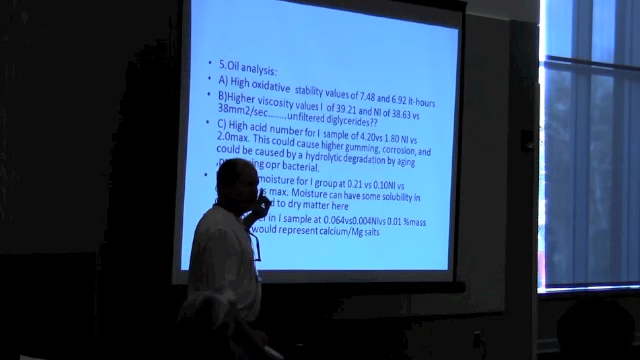 • 5.Oil analysis:
• A) High oxidative stability values of 7.48 and 6.92 it-hours
• B)Higher viscosity values I of 39.21 and NI of 38.63 vs
38mm2/sec........unfiltered diglycerides??
• C) High acid number for I sample of 4.20vs 1.80 NI vs
2.0max. This could cause higher gumming, corrosion, and
could be caused by a hydrolytic degradation by aging
opr bacterial.
• moisture for I group at 0.21 vs 0.10NI vs
max. Moisture can have some solubility in
to dry matter here
in I sample at 0.064vs0.004NIvs 0.01 %mass
would represent calcium/Mg salts